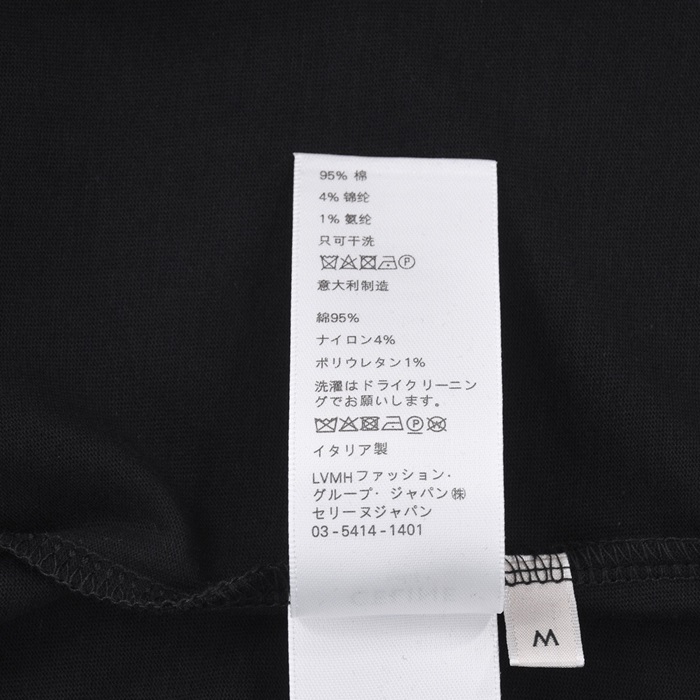 95% 棉
4% 锦纶
1% 氨纶
只可干洗
意大利制造
綿95%
ナイロン4%
ポリウレタン1%
洗濯はドライクリーニン
グでお願いします。
イタリア製
LVMHファッション・
グループ・ジャパン㈱
セリーヌジャパン
03-5414-1401
CELINE
M